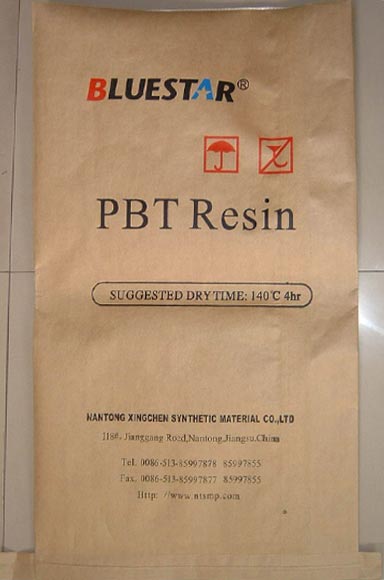 BLUESTAR®
PBT Resin
SUGGESTED DRY TIME: 140℃ 4hr
NANTONG XINGCHEN SYNTHETIC MATERIAL CO.,LTD
118#, Jianggang Rord,Nantong,Jiangsu.China
Tel. 0086-513-85997878 85997855
Fax. 0086-513-85997877 85997855
Http: //www.ntsmp.com